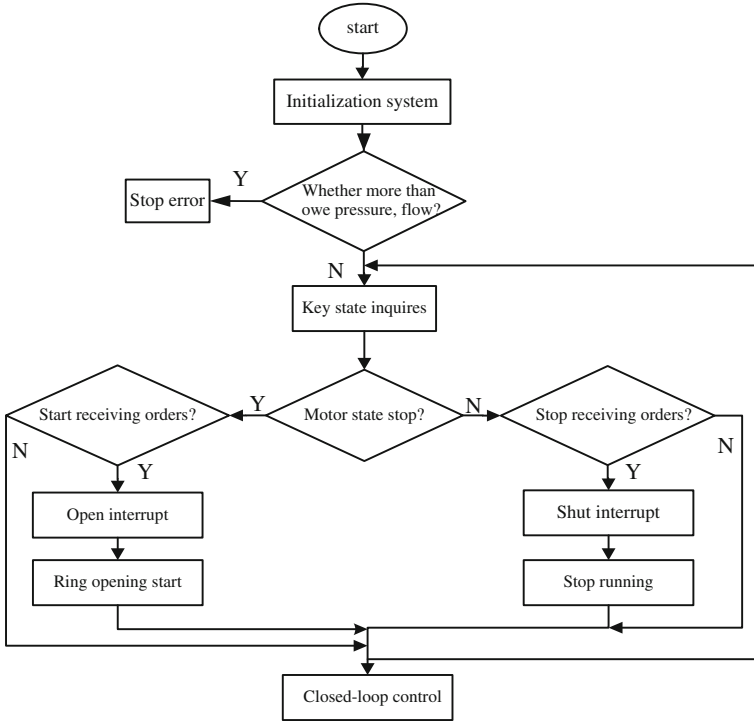 start
Initialization system
Whether more than
owe pressure, flow?
Y
Stop error
N
Key state inquires
Start receiving orders?
Y
Motor state stop?
N
Stop receiving orders?
N
Y
Y
N
Open interrupt
Shut interrupt
Ring opening start
Stop running
Closed-loop control